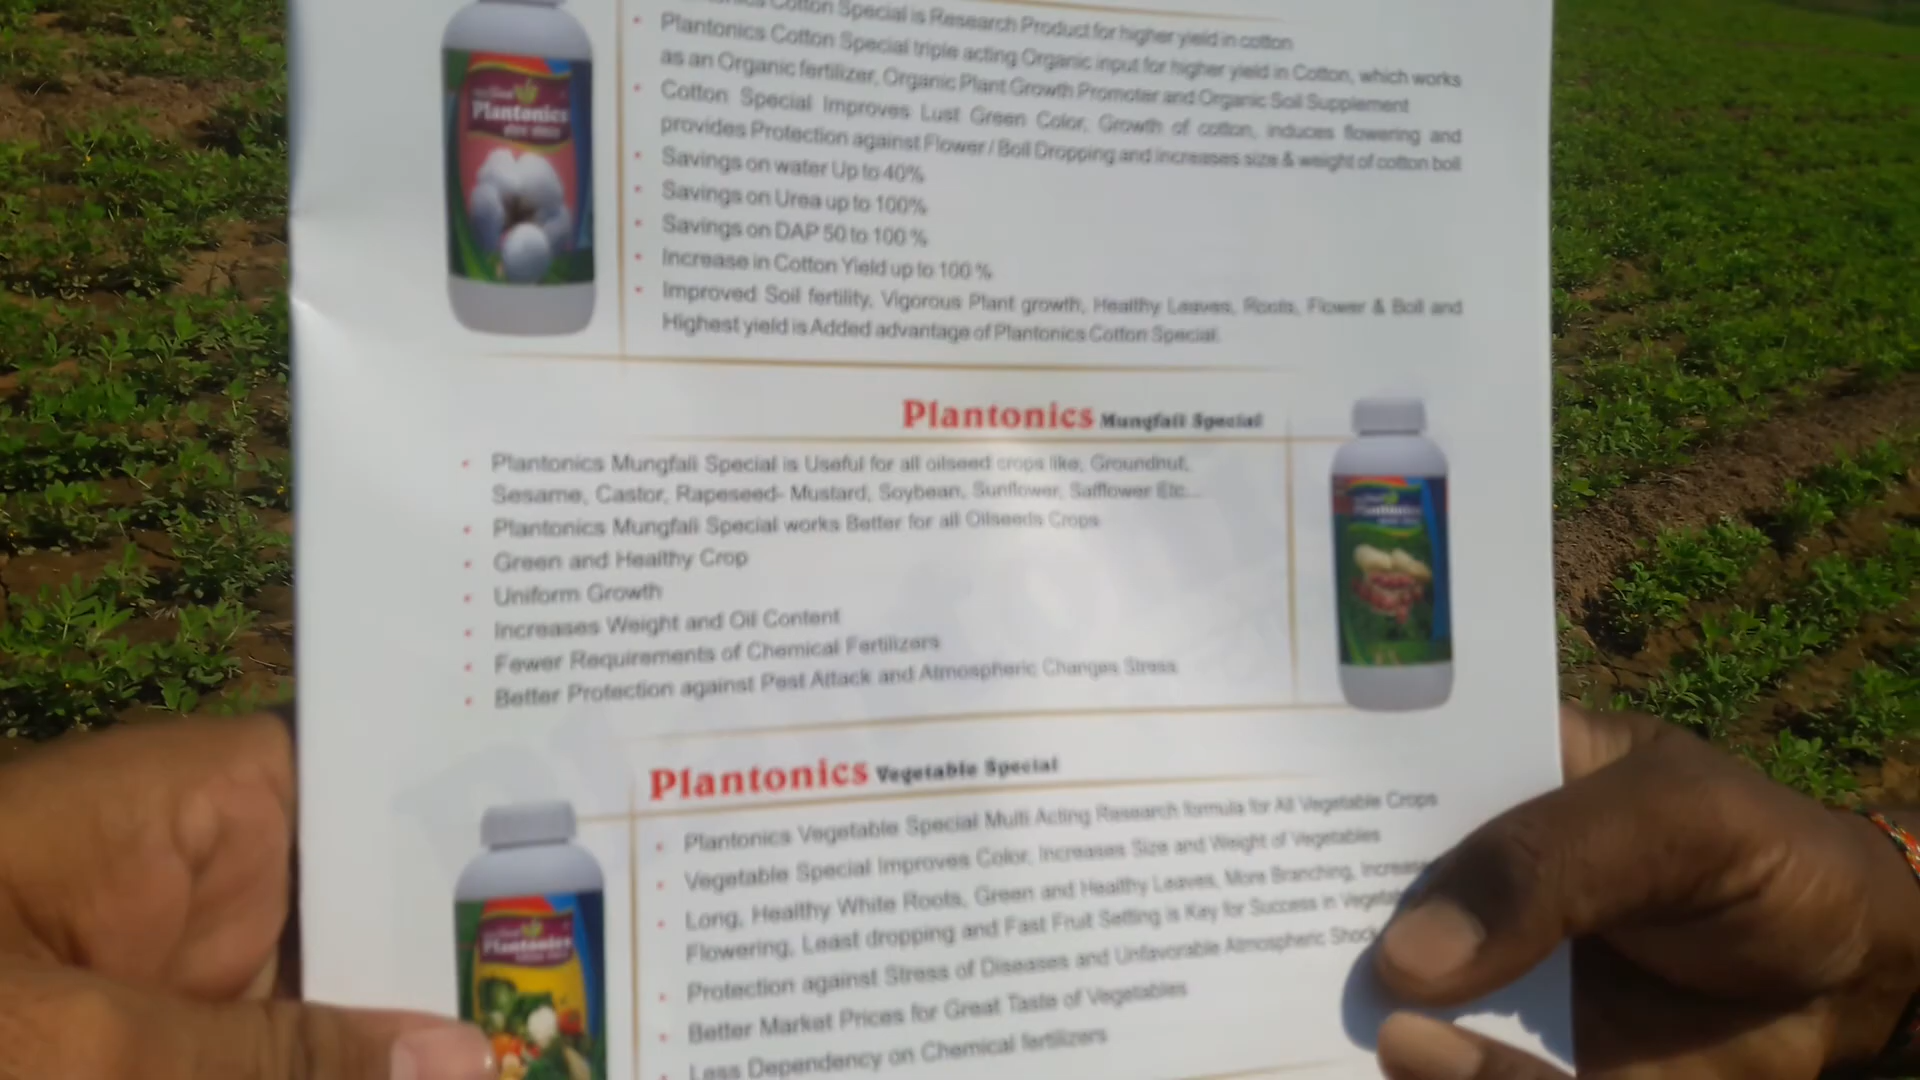 Cotton Special is Research Product for higher yield in cotton
• Plantonics Cotton Special triple acting Organic input for higher yield in Cotton, which works
as an Organic fertilizer, Organic Plant Growth Promoter and Organic Soil Supplement
• Cotton Special Improves Lust Green Color, Growth of cotton, induces flowering and
provides Protection against Flower / Boll Dropping and increases size & weight of cotton boll
• Savings on water Up to 40%
• Savings on Urea up to 100%
• Savings on DAP 50 to 100 %
• Increase in Cotton Yield up to 100 %
• Improved Soil fertility, Vigorous Plant growth, Healthy Leaves, Roots, Flower & Boll and
Highest yield is Added advantage of Plantonics Cotton Special.
Plantonics
Plantonics Mungfali Special
• Plantonics Mungfali Special is Useful for all oilseed crops like, Groundnut,
Sesame, Castor, Rapeseed- Mustard, Soybean, Sunflower, Safflower Etc...
• Plantonics Mungfali Special works Better for all Oilseeds Crops
• Green and Healthy Crop
• Uniform Growth
• Increases Weight and Oil Content
• Fewer Requirements of Chemical Fertilizers
• Better Protection against Pest Attack and Atmospheric Changes Stress
Plantonics
Plantonics Vegetable Special
• Plantonics Vegetable Special Multi Acting Research formula for All Vegetable Crops
• Vegetable Special Improves Color, Increases Size and Weight of Vegetables
• Long, Healthy White Roots, Green and Healthy Leaves, More Branching, Increase
Flowering, Least dropping and Fast Fruit Setting is Key for Success in
• Protection against Stress of Diseases and Unfavorable Atmospheric Shock
• Better Market Prices for Great Taste of Vegetables
• Less Dependency on Chemical fertilizers
Plantonics